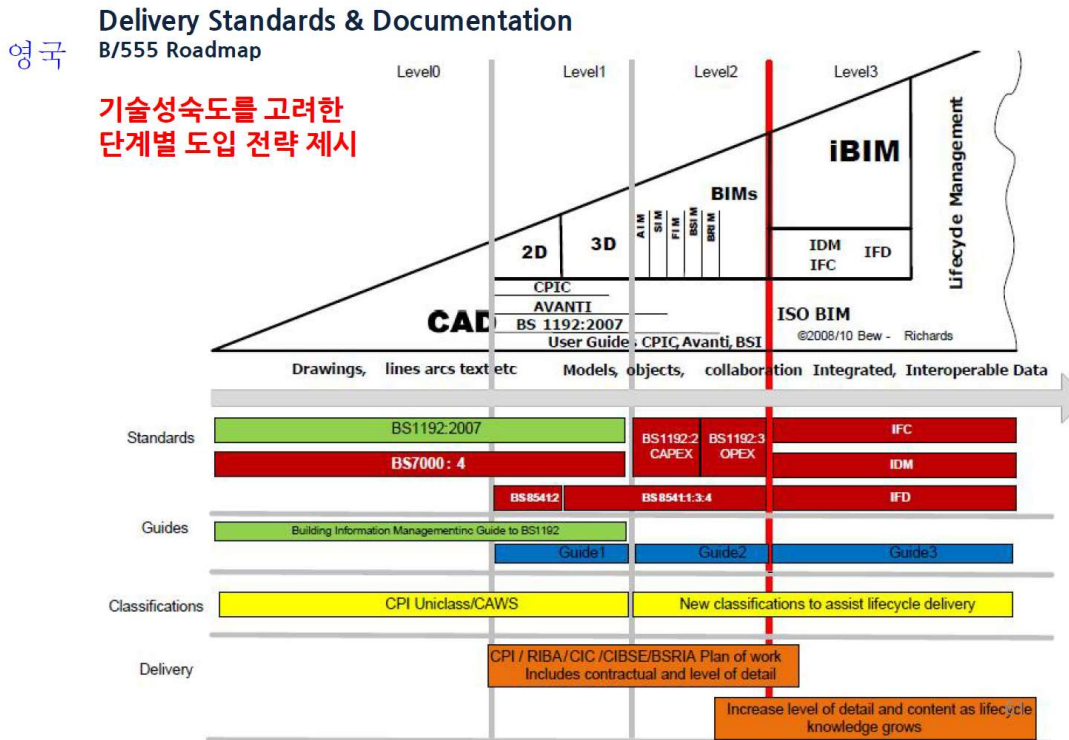 Delivery Standards & Documentation
영국
B/555 Roadmap
기술성숙도를 고려한
단계별 도입 전략 제시
Level0
Level1
Level2
Level3
iBIM
BIMs
AIM
SIM
FIM
BSIM
BRIM
2D
3D
IDM
IFD
IFC
Lifecycle Management
CPIC
AVANTI
CAD
BS 1192:2007
ISO BIM
User Guides CPIC, Avanti, BSI
©2008/10 Bew - Richards
Drawings, lines arcs text etc
Models, objects, collaboration
Integrated, Interoperable Data
Standards
BS1192:2007
BS7000: 4
BS1192:2
CAPEX
BS1192:3
OPEX
IFC
IDM
BS8541:2
BS8541:1:3:4
IFD
Guides
Building Information Managementinc Guide to BS1192
Guide1
Guide2
Guide3
Classifications
CPI Uniclass/CAWS
New classifications to assist lifecycle delivery
Delivery
CPI / RIBA/CIC /CIBSE/BSRIA Plan of work
Includes contractual and level of detail
Increase level of detail and content as lifecycle
knowledge grows